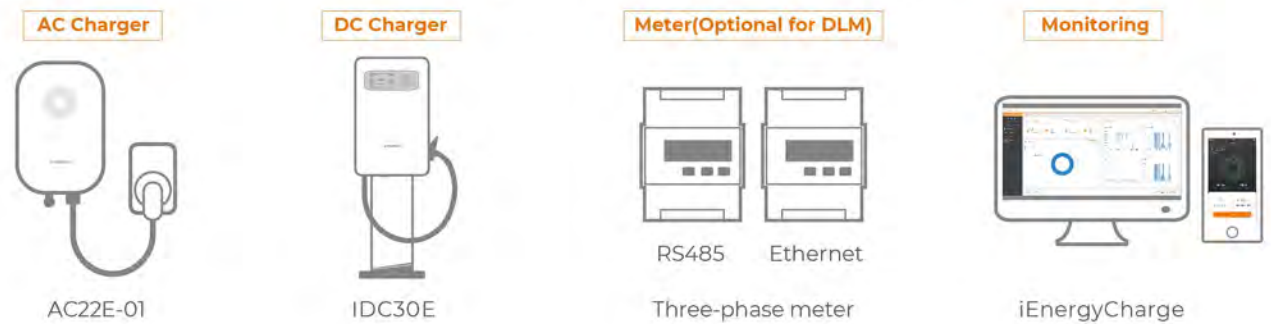 AC Charger
DC Charger
Meter(Optional for DLM)
Monitoring
RS485
Ethernet
AC22E-01
IDC30E
Three-phase meter
iEnergyCharge